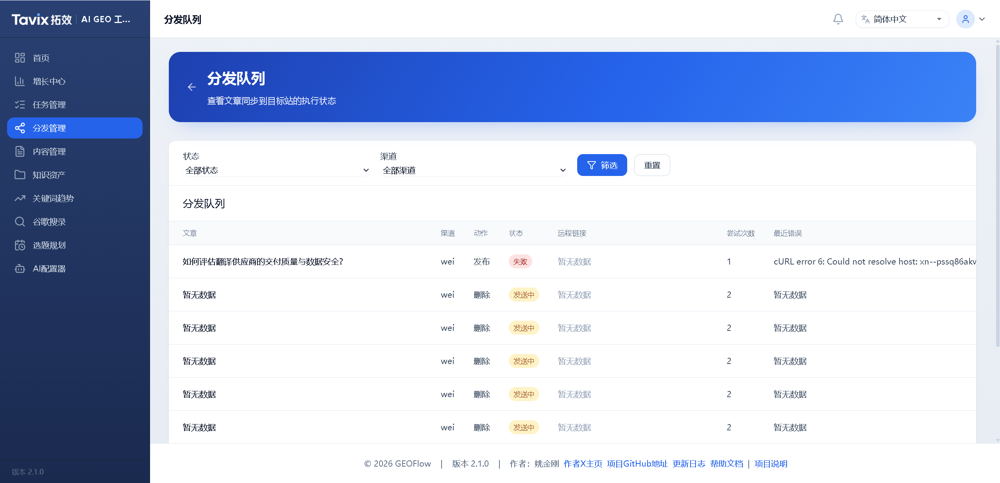 Tavix 拓效 AI GEO 工...
分发队列
简体中文
首页
增长中心
任务管理
分发管理
内容管理
知识资产
关键词趋势
谷歌搜录
选题规划
AI配置器
版本 2.1.0
分发队列
查看文章同步到目标站的执行状态
状态 渠道
全部状态 全部渠道 筛选 重置
分发队列
文章 渠道 动作 状态 远程链接 尝试次数 最近错误
如何评估翻译供应商的交付质量与数据安全? wei 发布 失败 暂无数据 1 cURL error 6: Could not resolve host: xn--pssq86akv
暂无数据 wei 删除 发送中 暂无数据 2 暂无数据
暂无数据 wei 删除 发送中 暂无数据 2 暂无数据
暂无数据 wei 删除 发送中 暂无数据 2 暂无数据
暂无数据 wei 删除 发送中 暂无数据 2 暂无数据
暂无数据 wei 删除 发送中 暂无数据 2 暂无数据
© 2026 GEOFlow | 版本 2.1.0 | 作者：姚金刚 作者X主页 项目GitHub地址 更新日志 帮助文档 | 项目说明